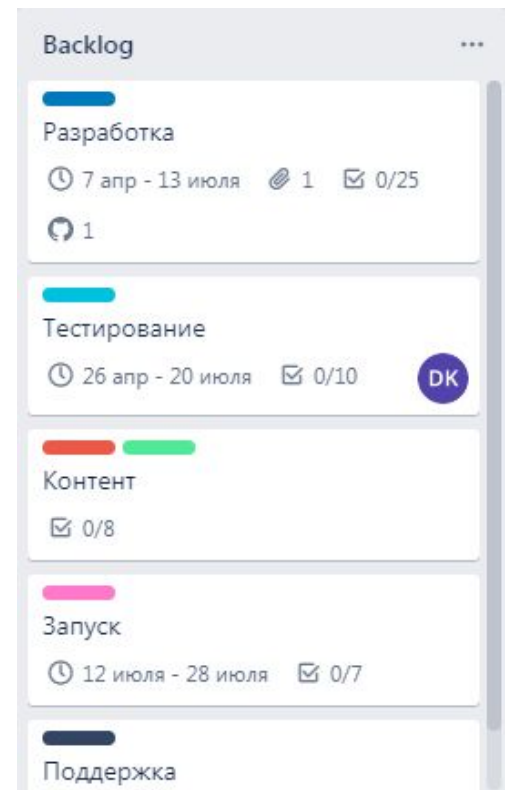 Backlog
Разработка
7 апр - 13 июля 1 0/25
1
Тестирование
26 апр - 20 июля 0/10 DK
Контент
0/8
Запуск
12 июля - 28 июля 0/7
Поддержка